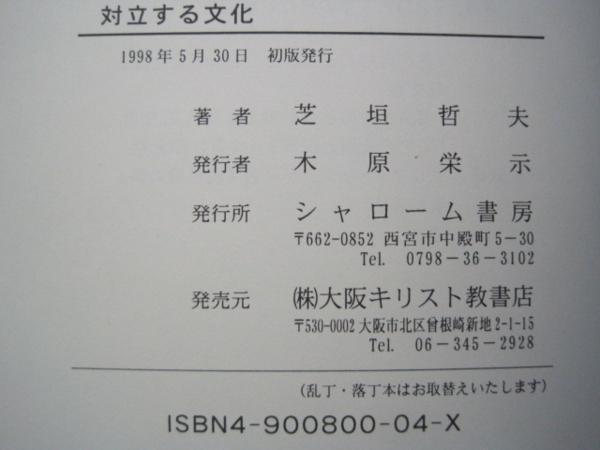 対立する文化
1998年5月30日 初版発行
著者 芝垣哲夫
発行者 木原栄示
発行所 シャローム書房
〒662-0852 西宮市中殿町5-30
Tel. 0798-36-3102
発売元 ㈱大阪キリスト教書店
〒530-0002 大阪市北区曽根崎新地2-1-15
Tel. 06-345-2928
(乱丁・落丁本はお取替えいたします)
ISBN4-900800-04-X